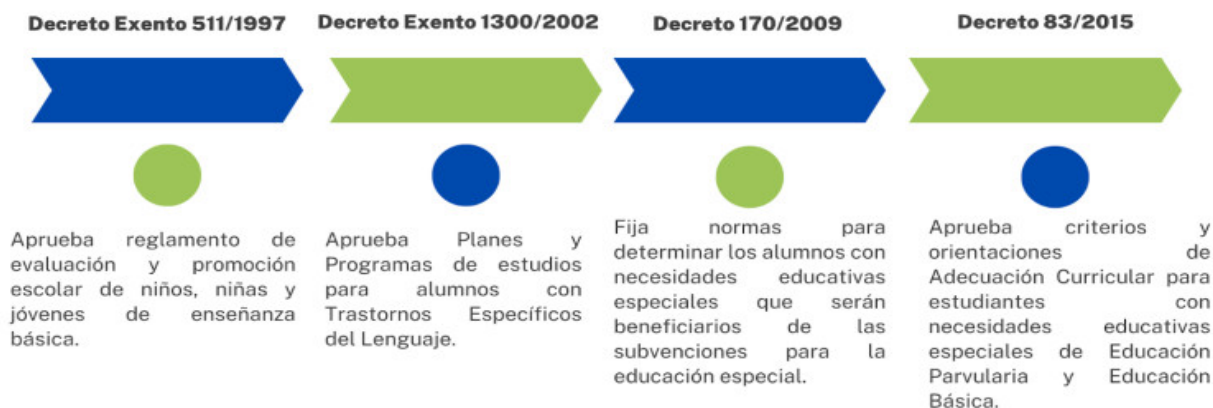 Decreto Exento 511/1997
Aprueba reglamento de
evaluación y promoción
escolar de niños, niñas y
jóvenes de enseñanza
básica.
Decreto Exento 1300/2002
Aprueba Planes y
Programas de estudios
para alumnos con
Trastornos Específicos
del Lenguaje.
Decreto 170/2009
Fija normas para
determinar los alumnos con
necesidades educativas
especiales que serán
beneficiarios de las
subvenciones para la
educación especial.
Decreto 83/2015
Aprueba criterios y
orientaciones de
Adecuación Curricular para
estudiantes con
necesidades educativas
especiales de Educación
Parvularia y Educación
Básica.